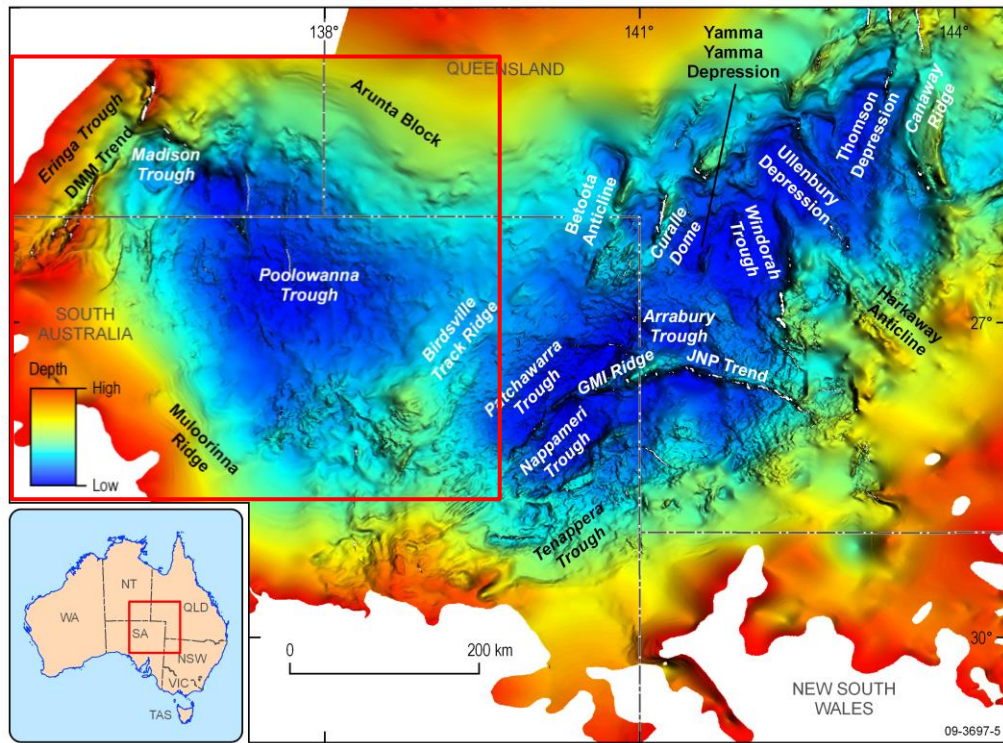 138°
141°
144°
QUEENSLAND
Yamma
Yamma
Depression
Arunta Block
Eringa Trough
DMM Trend
Madison
Trough
Thomson
Depression
Canaway
Ridge
Ullenbury
Depression
Betoota
Anticline
Curalle
Dome
Windorah
Trough
Poolowanna
Trough
SOUTH
AUSTRALIA
Birdsville
Track Ridge
Arrabury
Trough
Harkaway
Anticline
27°
Patchawarra
Trough
GMI Ridge
JNP Trend
Depth
High
Low
Muloorinna
Ridge
Nappameri
Trough
Tenappera
Trough
NT
WA
QLD
SA
NSW
VIC
TAS
0
200 km
30°
NEW SOUTH
WALES
09-3697-5